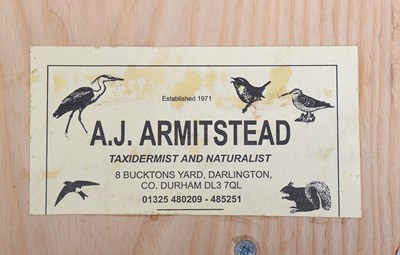 Established 1971
A.J. ARMITSTEAD
TAXIDERMIST AND NATURALIST
8 BUCKTONS YARD, DARLINGTON,
CO. DURHAM DL3 7QL
01325 480209 - 485251